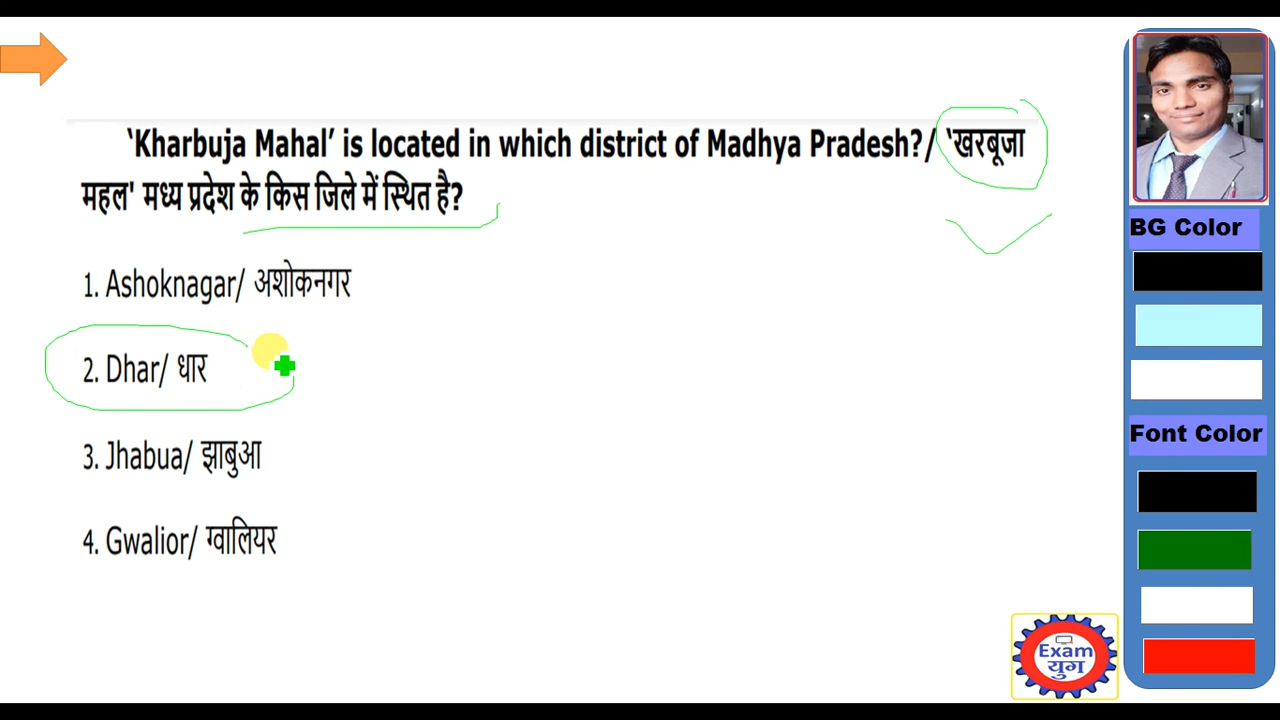 ‘Kharbuja Mahal’ is located in which district of Madhya Pradesh?/ ‘खरबूजा
महल' मध्य प्रदेश के किस जिले में स्थित है?
1. Ashoknagar/ अशोकनगर
2. Dhar/ धार
3. Jhabua/ झाबुआ
4. Gwalior/ ग्वालियर
BG Color
Font Color
Exam
युग